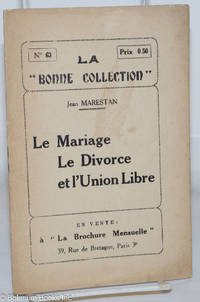 LA
N° 63
Prix 0.50
"BONNE COLLECTION"
Jean MARESTAN
Le Mariage
Le Divorce
et l'Union Libre
EN VENTE :
à "La Brochure Mensuelle"
39, Rue de Bretagne, Paris 3e